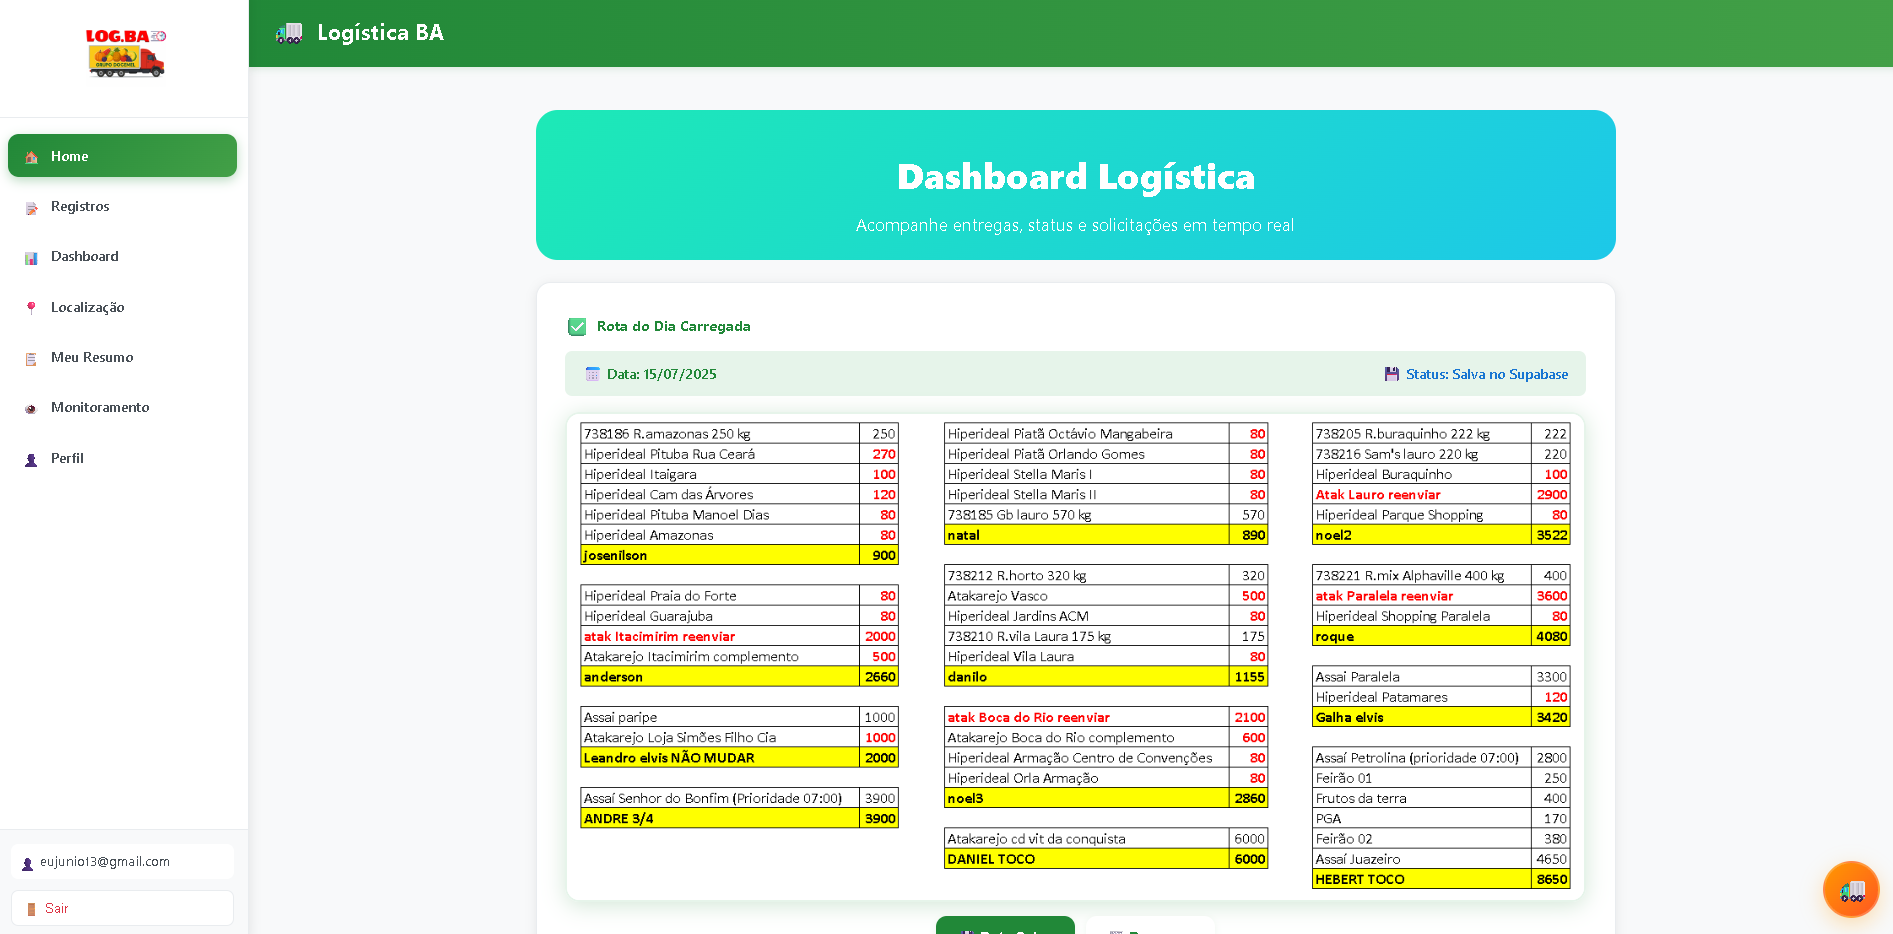 LOG.BA
GRUPO DOCEMEL
Home
Registros
Dashboard
Localização
Meu Resumo
Monitoramento
Perfil
eujunio13@gmail.com
Sair
Logística BA
Dashboard Logística
Acompanhe entregas, status e solicitações em tempo real
Rota do Dia Carregada
Data: 15/07/2025
Status: Salva no Supabase
738186 R.amazonas 250 kg 250
Hiperideal Pituba Rua Ceará 270
Hiperideal Itaigara 100
Hiperideal Cam das Árvores 120
Hiperideal Pituba Manoel Dias 80
Hiperideal Amazonas 80
josenilson 900
Hiperideal Praia do Forte 80
Hiperideal Guarajuba 80
atak Itacimirim reenviar 2000
Atakarejo Itacimirim complemento 500
anderson 2660
Assai paripe 1000
Atakarejo Loja Simões Filho Cia 1000
Leandro elvis NÃO MUDAR 2000
Assaí Senhor do Bonfim (Prioridade 07:00) 3900
ANDRE 3/4 3900
Hiperideal Piatã Octávio Mangabeira 80
Hiperideal Piatã Orlando Gomes 80
Hiperideal Stella Maris I 80
Hiperideal Stella Maris II 80
738185 Gb lauro 570 kg 570
natal 890
738212 R.horto 320 kg 320
Atakarejo Vasco 500
Hiperideal Jardins ACM 80
738210 R.vila Laura 175 kg 175
Hiperideal Vila Laura 80
danilo 1155
atak Boca do Rio reenviar 2100
Atakarejo Boca do Rio complemento 600
Hiperideal Armação Centro de Convenções 80
Hiperideal Orla Armação 80
noel3 2860
Atakarejo cd vit da conquista 6000
DANIEL TOCO 6000
738205 R.buraquinho 222 kg 222
738216 Sam's lauro 220 kg 220
Hiperideal Buraquinho 100
Atak Lauro reenviar 2900
Hiperideal Parque Shopping 80
noel2 3522
738221 R.mix Alphaville 400 kg 400
atak Paralela reenviar 3600
Hiperideal Shopping Paralela 80
roque 4080
Assai Paralela 3300
Hiperideal Patamares 120
Galha elvis 3420
Assaí Petrolina (prioridade 07:00) 2800
Feirão 01 250
Frutos da terra 400
PGA 170
Feirão 02 380
Assaí Juazeiro 4650
HEBERT TOCO 8650